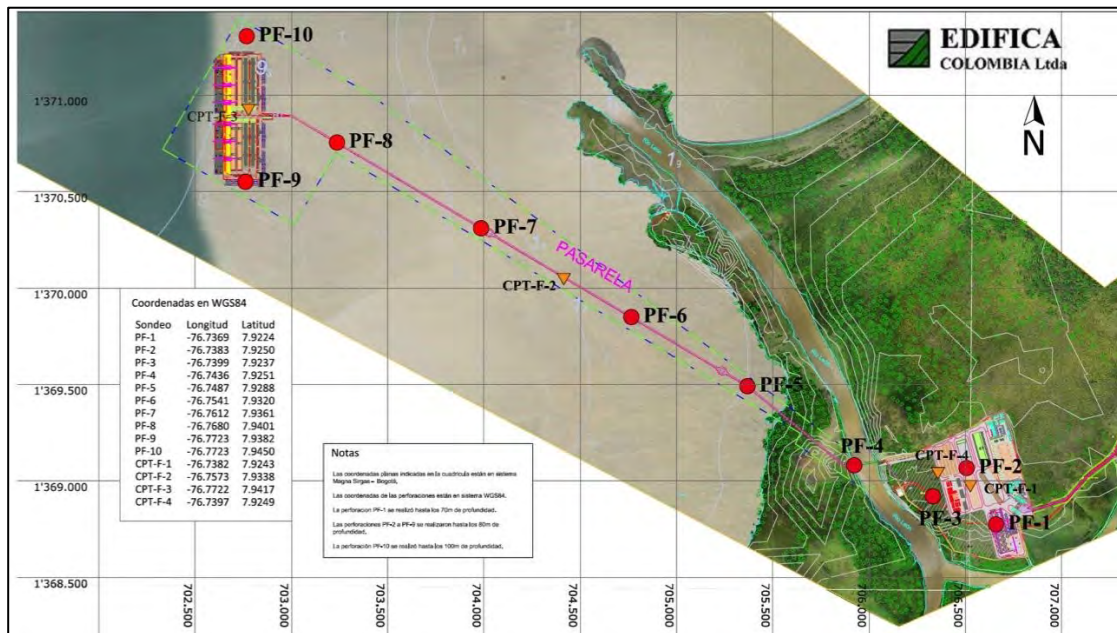 PF-10
EDIFICA
COLOMBIA Ltda
9
1'371.000
CPT-F-3
N
PF-8
PF-9
1'370.500
PF-7
PASARELA
CPT-F-2
1'370.000
PF-6
Coordenadas en WGS84
Sondeo Longitud Latitud
PF-1 -76.7369 7.9224
PF-2 -76.7383 7.9250
PF-3 -76.7399 7.9237
PF-4 -76.7436 7.9251
PF-5 -76.7487 7.9288
PF-6 -76.7541 7.9320
PF-7 -76.7612 7.9361
PF-8 -76.7680 7.9401
PF-9 -76.7723 7.9382
PF-10 -76.7723 7.9450
CPT-F-1 -76.7382 7.9243
CPT-F-2 -76.7573 7.9338
CPT-F-3 -76.7722 7.9417
CPT-F-4 -76.7397 7.9249
1'369.500
PF-5
Notas
Las coordenadas planas indicadas en la cuadrícula están en sistema
Magna Sirgas – Bogotá.
Las coordenadas de las perforaciones están en sistema WGS84.
La perforacion PF-1 se realizó hasta los 70m de profundidad.
Las perforaciones PF-2 a PF-9 se realizaron hasta los 80m de
profundidad.
La perforación PF-10 se realizó hasta los 100m de profundidad.
PF-4
CPT-F-4
PF-2
1'369.000
CPT-F-1
PF-3
PF-1
1'368.500
702.500
703.000
703.500
704.000
704.500
705.000
705.500
706.000
706.500
707.000